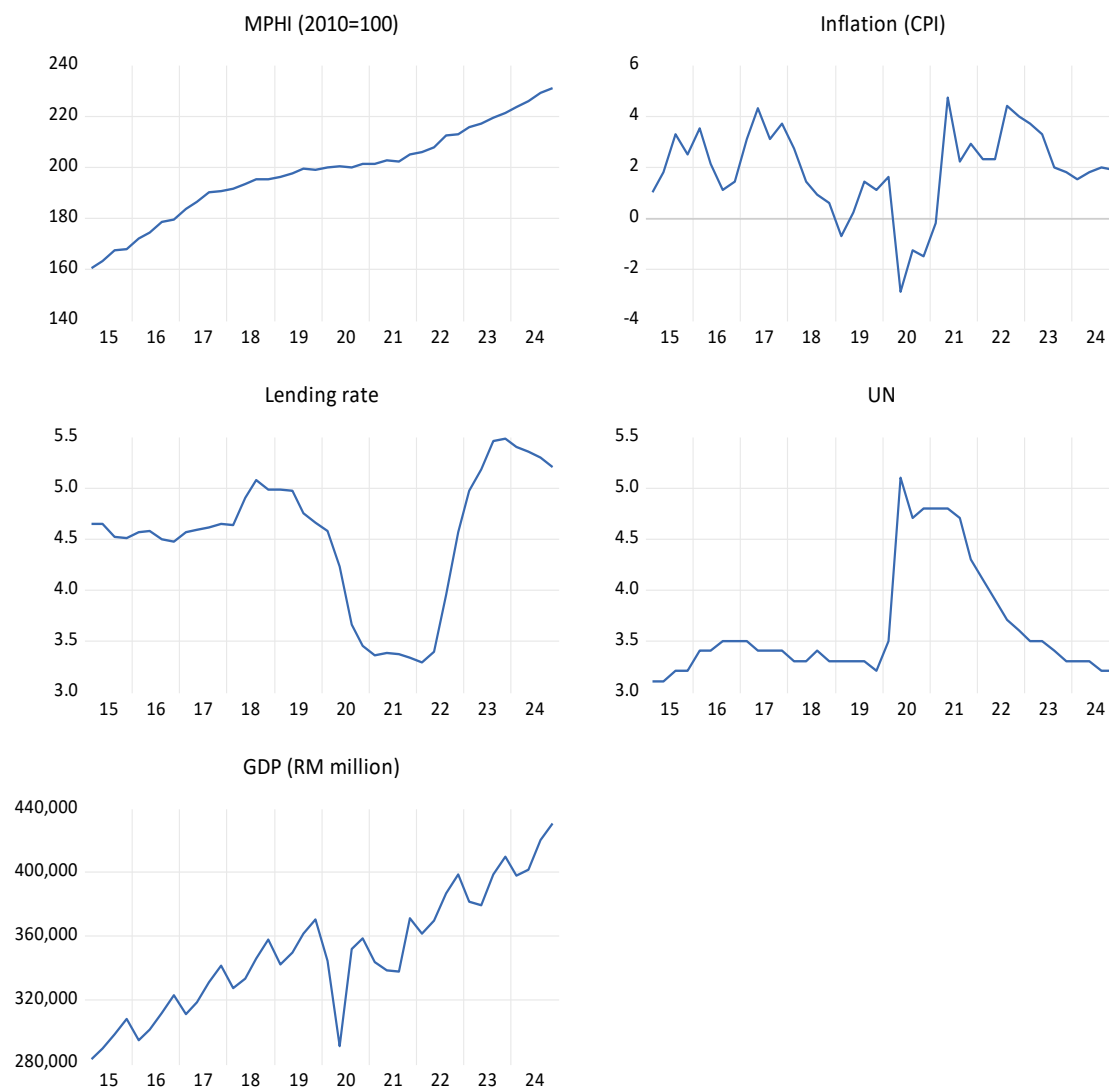 MPHI (2010=100)
240
220
200
180
160
140
15 16 17 18 19 20 21 22 23 24
Inflation (CPI)
6
4
2
0
-2
-4
15 16 17 18 19 20 21 22 23 24
Lending rate
5.5
5.0
4.5
4.0
3.5
3.0
15 16 17 18 19 20 21 22 23 24
UN
5.5
5.0
4.5
4.0
3.5
3.0
15 16 17 18 19 20 21 22 23 24
GDP (RM million)
440,000
400,000
360,000
320,000
280,000
15 16 17 18 19 20 21 22 23 24